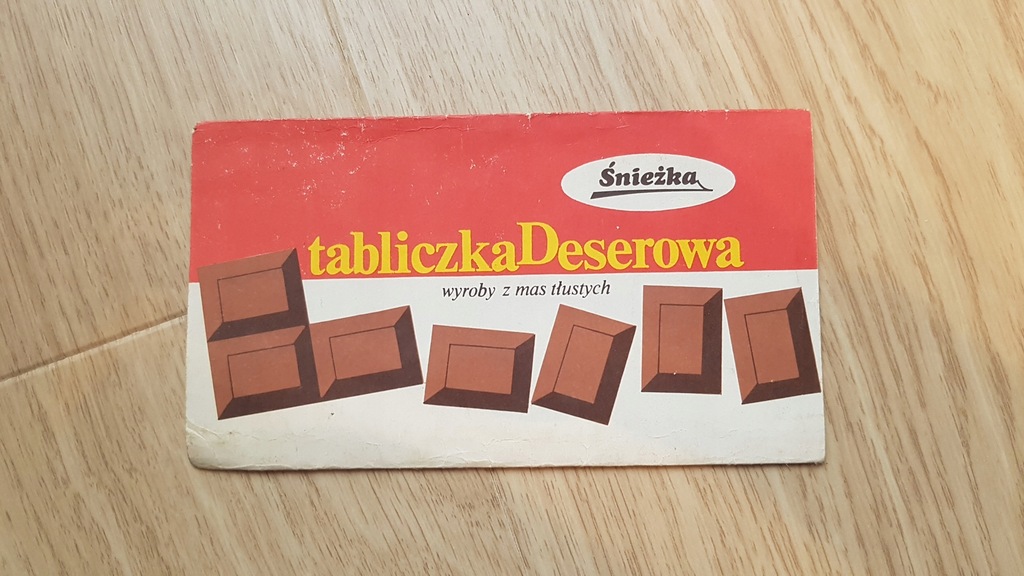 Śnieżka
tabliczkaDeserowa
wyroby z mas tłustych